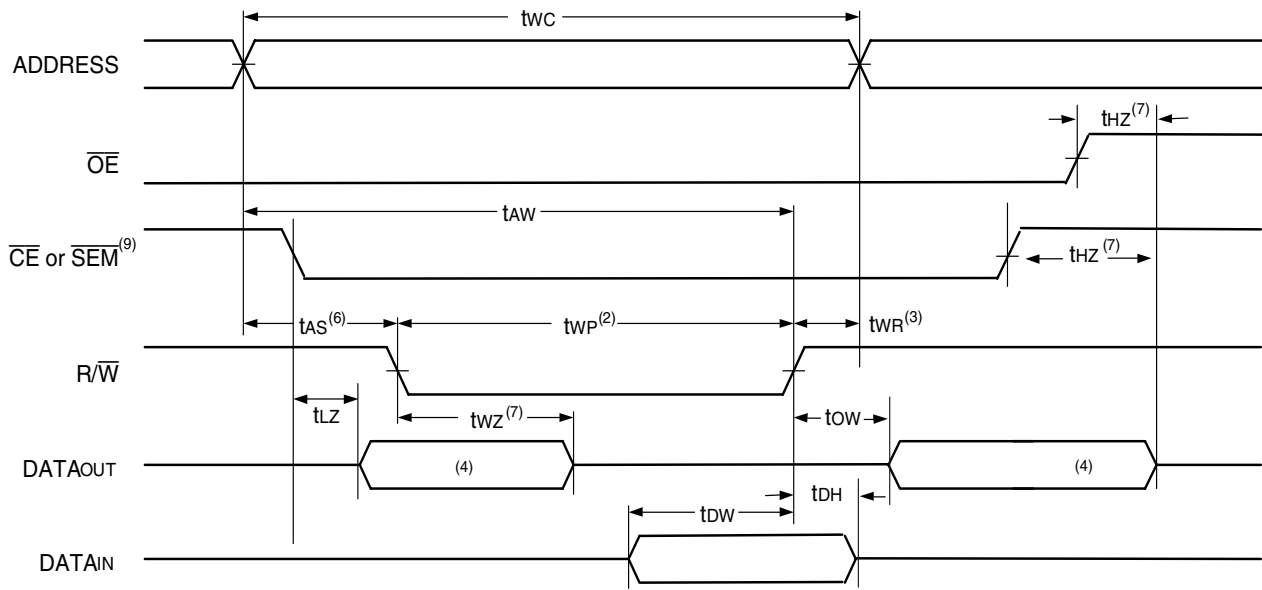 tWC
ADDRESS
tHZ(7)
OE
tAW
CE or SEM(9)
tHZ (7)
tAS(6)
tWP(2)
tWR(3)
R/W
tLZ
tWZ(7)
tOW
DATAOUT
(4)
(4)
tDW
tDH
DATAIN